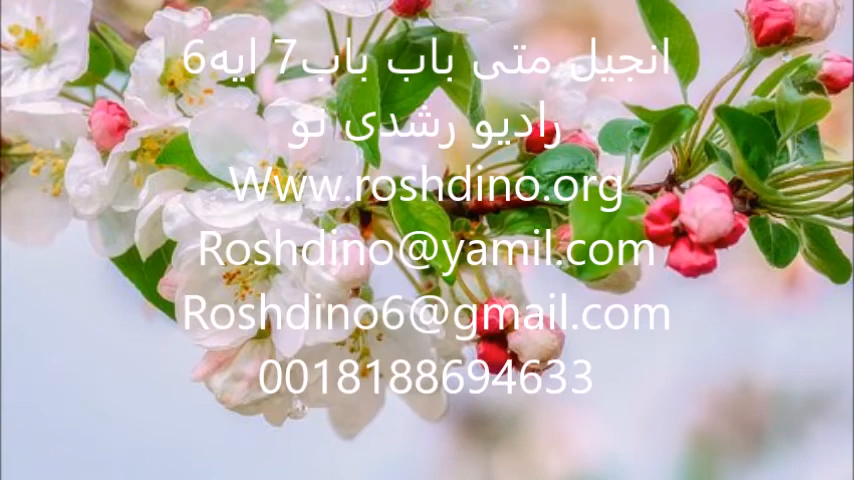 انجیل متی باب باب7 ایه6
رادیو رشدی نو
Www.roshdino.org
Roshdino@yamil.com
Roshdino6@gmail.com
0018188694633